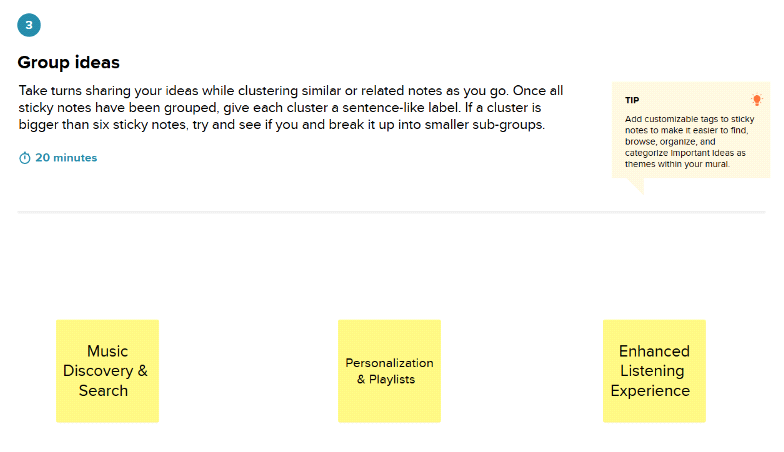 3
Group ideas
Take turns sharing your ideas while clustering similar or related notes as you go. Once all
sticky notes have been grouped, give each cluster a sentence-like label. If a cluster is
bigger than six sticky notes, try and see if you and break it up into smaller sub-groups.
20 minutes
TIP
Add customizable tags to sticky
notes to make it easier to find,
browse, organize, and
categorize important ideas as
themes within your mural.
Music
Discovery &
Search
Personalization
& Playlists
Enhanced
Listening
Experience